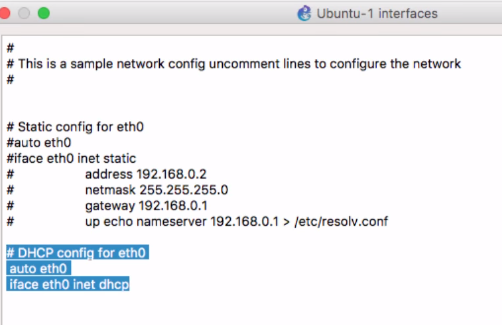 Ubuntu-1 interfaces
#
# This is a sample network config uncomment lines to configure the network
#
# Static config for eth0
#auto eth0
#iface eth0 inet static
# address 192.168.0.2
# netmask 255.255.255.0
# gateway 192.168.0.1
# up echo nameserver 192.168.0.1 > /etc/resolv.conf
# DHCP config for eth0
auto eth0
iface eth0 inet dhcp